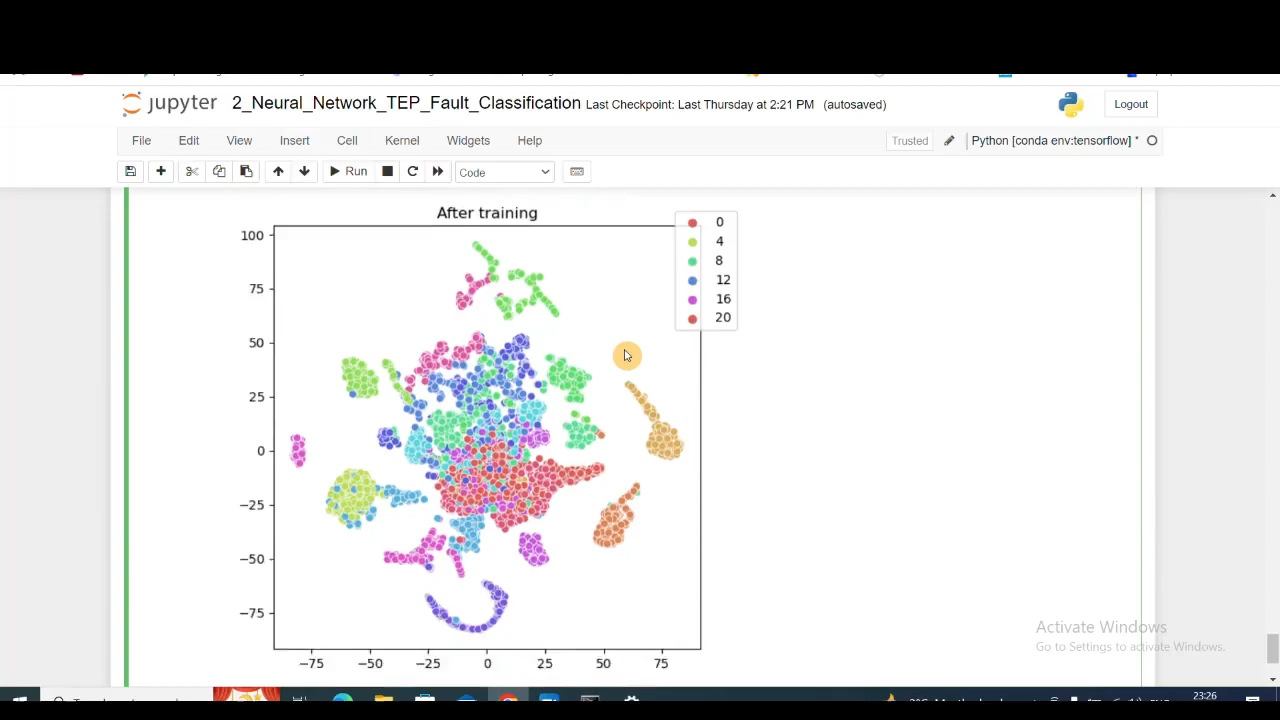 jupyter 2_Neural_Network_TEP_Fault_Classification Last Checkpoint: Last Thursday at 2:21 PM (autosaved)
Logout
File Edit View Insert Cell Kernel Widgets Help
Trusted Python [conda env:tensorflow] *
Run Code
After training
100
75
50
25
0
−25
−50
−75
−75 −50 −25 0 25 50 75
0
4
8
12
16
20
Activate Windows
Go to Settings to activate Windows.
23:26